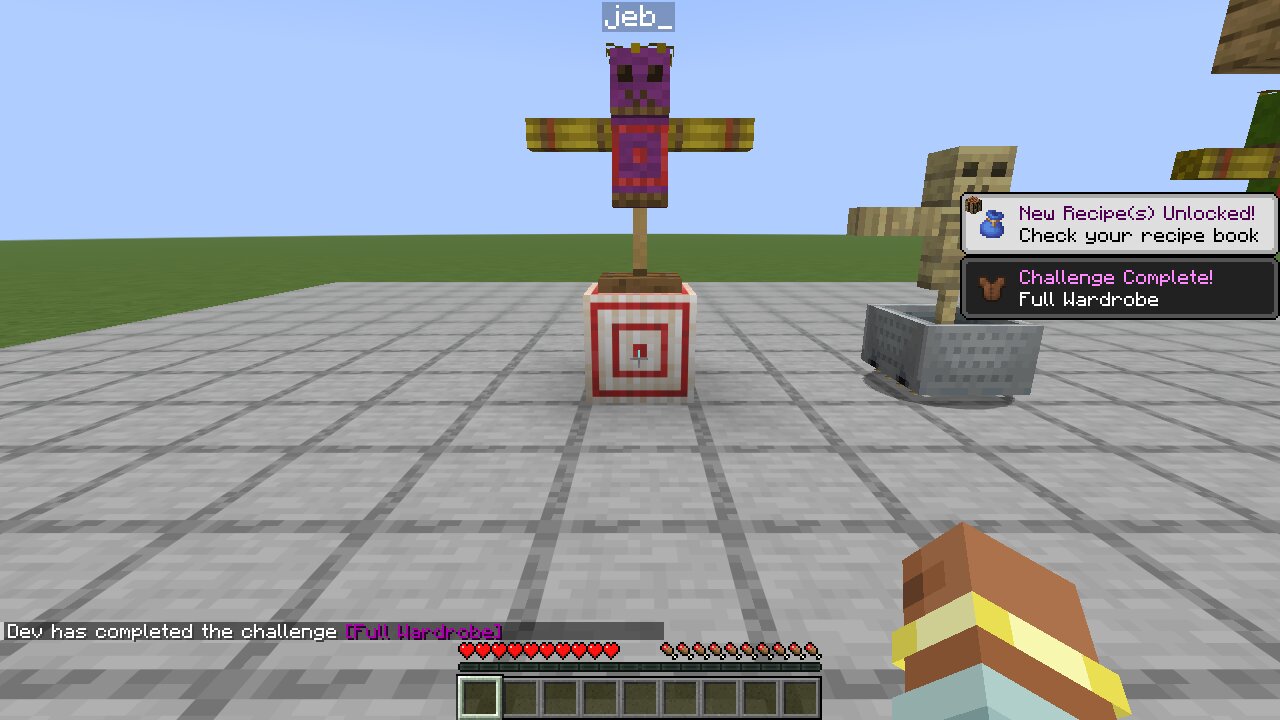 jeb_
New Recipe(s) Unlocked!
Check your recipe book
Challenge Complete!
Full Wardrobe
Dev has completed the challenge [Full Wardrobe]